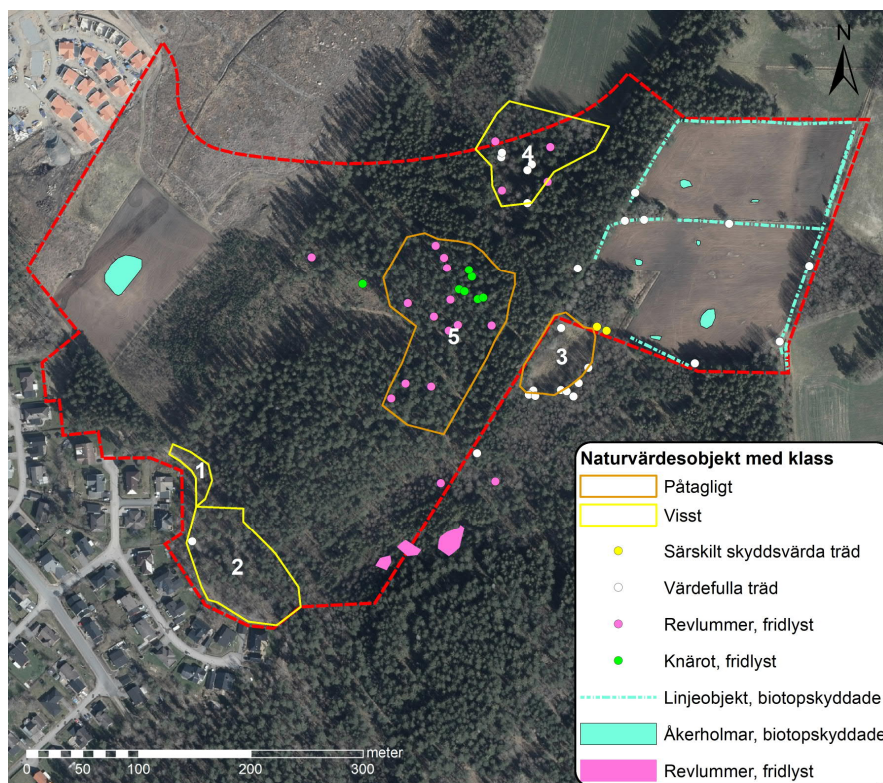 N
4
5
3
1
2
Naturvärdesobjekt med klass
Påtagligt
Visst
Särskilt skyddsvärda träd
Värdefulla träd
Revlummer, fridlyst
Knärot, fridlyst
Linjeobjekt, biotopskyddade
Åkerholmar, biotopskyddade
Revlummer, fridlyst
meter
0 50 100 200 300